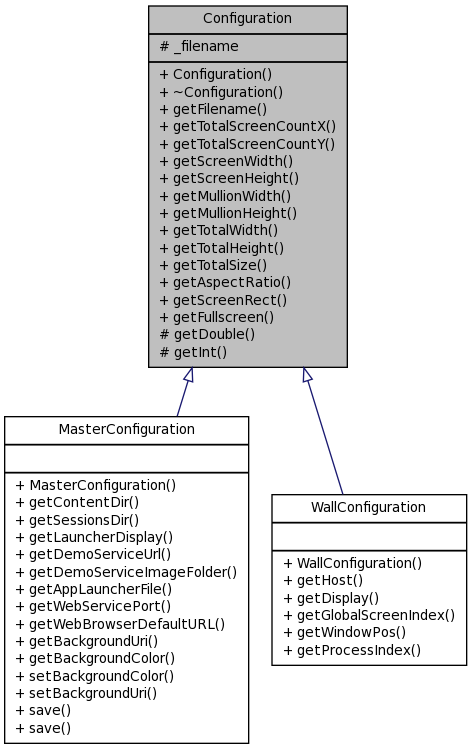 Configuration
# _filename
+ Configuration()
+ ~Configuration()
+ getFilename()
+ getTotalScreenCountX()
+ getTotalScreenCountY()
+ getScreenWidth()
+ getScreenHeight()
+ getMullionWidth()
+ getMullionHeight()
+ getTotalWidth()
+ getTotalHeight()
+ getTotalSize()
+ getAspectRatio()
+ getScreenRect()
+ getFullscreen()
# getDouble()
# getInt()
MasterConfiguration
+ MasterConfiguration()
+ getContentDir()
+ getSessionsDir()
+ getLauncherDisplay()
+ getDemoServiceUrl()
+ getDemoServiceImageFolder()
+ getAppLauncherFile()
+ getWebServicePort()
+ getWebBrowserDefaultURL()
+ getBackgroundUri()
+ getBackgroundColor()
+ setBackgroundColor()
+ setBackgroundUri()
+ save()
+ save()
WallConfiguration
+ WallConfiguration()
+ getHost()
+ getDisplay()
+ getGlobalScreenIndex()
+ getWindowPos()
+ getProcessIndex()